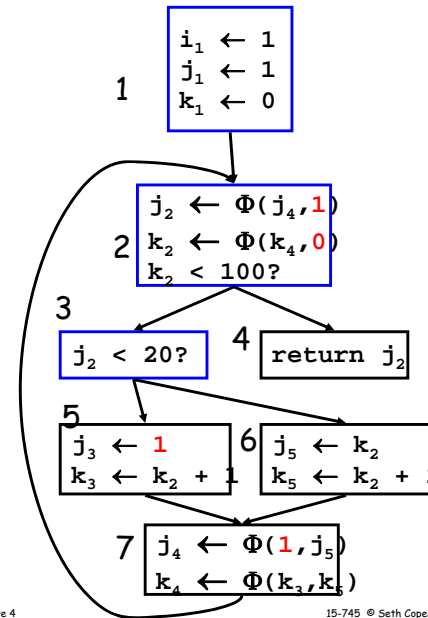 1
i₁ ← 1
j₁ ← 1
k₁ ← 0
2
j₂ ← Φ(j₄,1)
k₂ ← Φ(k₄,0)
k₂ < 100?
3
j₂ < 20?
4
return j₂
5
j₃ ← 1
k₃ ← k₂ + 1
6
j₅ ← k₂
k₅ ← k₂ +
7
j₄ ← Φ(1,j₅)
k₄ ← Φ(k₃,k₅)
e 4
15-745 © Seth Cope